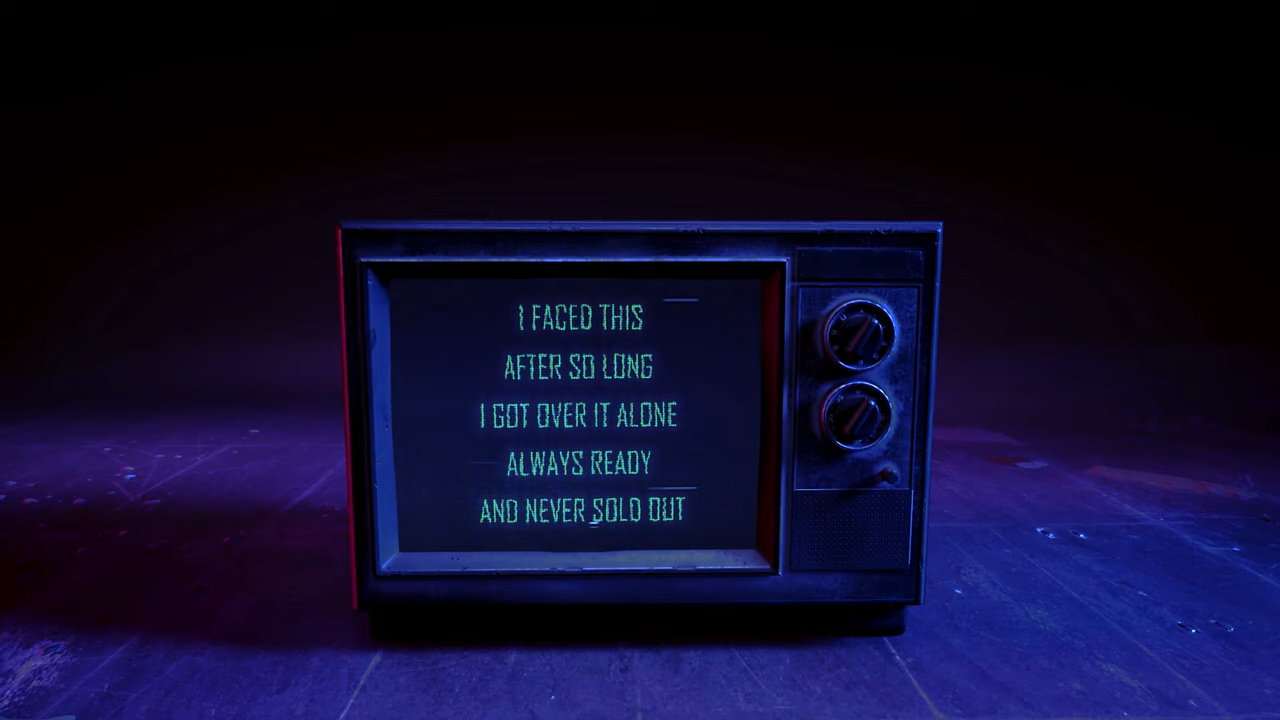 I FACED THIS
AFTER SO LONG
I GOT OVER IT ALONE
ALWAYS READY
AND NEVER SOLD OUT